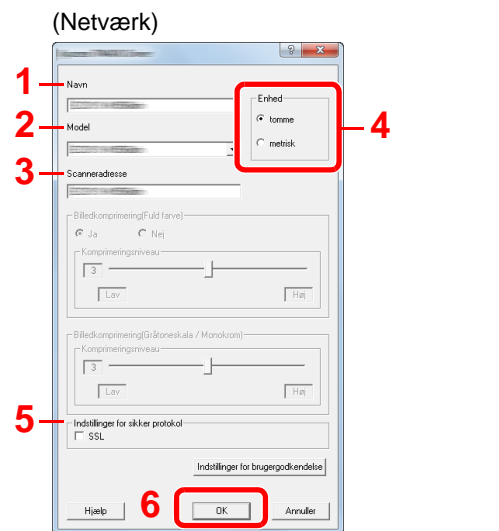 (Netværk)
1
Navn
Enhed
tomme
2
Model
4
metrisk
3
Scanneradresse
Billedkomprimering(Fuld farve)
Ja Nej
Komprimeringsniveau
3
Lav Høj
Billedkomprimering(Gråtoneskala / Monokrom)
Komprimeringsniveau
3
Lav Høj
5
Indstillinger for sikker protokol
SSL
Indstillinger for brugergodkendelse
6
Hjælp OK Annuller